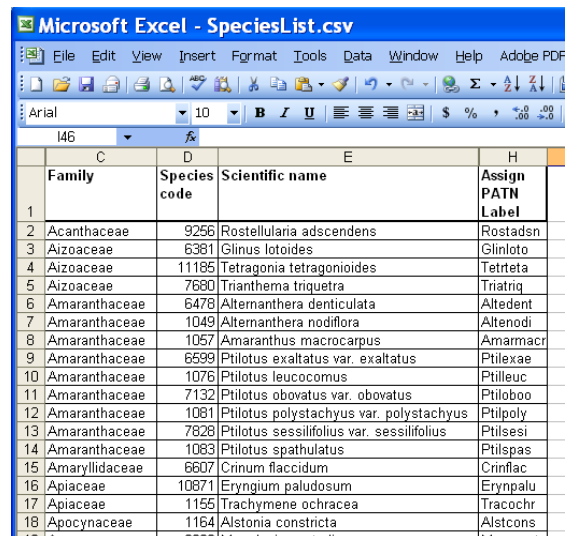 Microsoft Excel - SpeciesList.csv
File Edit View Insert Format Tools Data Window Help Adobe PDF
Arial 10 B I U $ % , .00
I46 fx
C D E H
1 Family Species code Scientific name Assign PATN Label
2 Acanthaceae 9256 Rostellularia adscendens Rostadsn
3 Aizoaceae 6381 Glinus lotoides Glinloto
4 Aizoaceae 11185 Tetragonia tetragonioides Tetrteta
5 Aizoaceae 7680 Trianthema triquetra Triatriq
6 Amaranthaceae 6478 Alternanthera denticulata Altedent
7 Amaranthaceae 1049 Alternanthera nodiflora Altenodi
8 Amaranthaceae 1057 Amaranthus macrocarpus Amarmacr
9 Amaranthaceae 6599 Ptilotus exaltatus var. exaltatus Ptilexae
10 Amaranthaceae 1076 Ptilotus leucocomus Ptilleuc
11 Amaranthaceae 7132 Ptilotus obovatus var. obovatus Ptiloboo
12 Amaranthaceae 1081 Ptilotus polystachyus var. polystachyus Ptilpoly
13 Amaranthaceae 7828 Ptilotus sessilifolius var. sessilifolius Ptilsesi
14 Amaranthaceae 1083 Ptilotus spathulatus Ptilspas
15 Amaryllidaceae 6607 Crinum flaccidum Crinflac
16 Apiaceae 10871 Eryngium paludosum Erynpalu
17 Apiaceae 1155 Trachymene ochracea Tracochr
18 Apocynaceae 1164 Alstonia constricta Alstcons